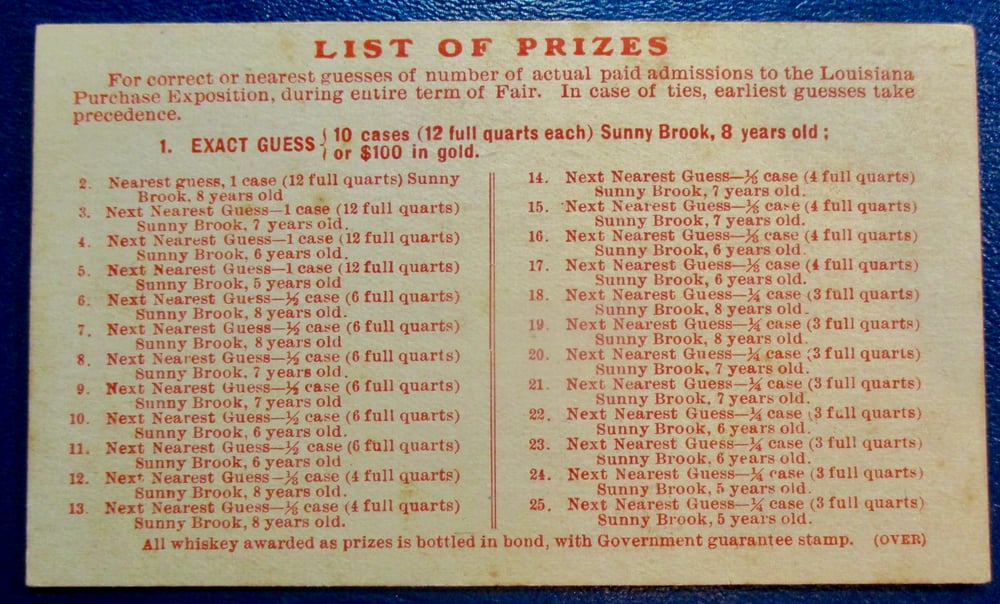 LIST OF PRIZES
For correct or nearest guesses of number of actual paid admissions to the Louisiana
Purchase Exposition, during entire term of Fair. In case of ties, earliest guesses take
precedence.
1. EXACT GUESS { 10 cases (12 full quarts each) Sunny Brook, 8 years old;
or $100 in gold.
2. Nearest guess, 1 case (12 full quarts) Sunny
Brook, 8 years old
3. Next Nearest Guess—1 case (12 full quarts)
Sunny Brook, 7 years old.
4. Next Nearest Guess—1 case (12 full quarts)
Sunny Brook, 6 years old.
5. Next Nearest Guess—1 case (12 full quarts)
Sunny Brook, 5 years old
6. Next Nearest Guess—½ case (6 full quarts)
Sunny Brook, 8 years old.
7. Next Nearest Guess—½ case (6 full quarts)
Sunny Brook, 8 years old
8. Next Nearest Guess—½ case (6 full quarts)
Sunny Brook, 7 years old.
9. Next Nearest Guess—½ case (6 full quarts)
Sunny Brook, 7 years old
10. Next Nearest Guess—½ case (6 full quarts)
Sunny Brook, 6 years old.
11. Next Nearest Guess—½ case (6 full quarts)
Sunny Brook, 6 years old.
12. Next Nearest Guess—⅓ case (4 full quarts)
Sunny Brook, 8 years old.
13. Next Nearest Guess—⅓ case (4 full quarts)
Sunny Brook, 8 years old.
14. Next Nearest Guess—⅓ case (4 full quarts)
Sunny Brook, 7 years old.
15. Next Nearest Guess—⅓ case (4 full quarts)
Sunny Brook, 7 years old.
16. Next Nearest Guess—⅓ case (4 full quarts)
Sunny Brook, 6 years old.
17. Next Nearest Guess—⅓ case (4 full quarts)
Sunny Brook, 6 years old.
18. Next Nearest Guess—¼ case (3 full quarts)
Sunny Brook, 8 years old.
19. Next Nearest Guess—¼ case (3 full quarts)
Sunny Brook, 8 years old.
20. Next Nearest Guess—¼ case (3 full quarts)
Sunny Brook, 7 years old.
21. Next Nearest Guess—¼ case (3 full quarts)
Sunny Brook, 7 years old.
22. Next Nearest Guess—¼ case (3 full quarts)
Sunny Brook, 6 years old.
23. Next Nearest Guess—¼ case (3 full quarts)
Sunny Brook, 6 years old.
24. Next Nearest Guess—¼ case (3 full quarts)
Sunny Brook, 5 years old.
25. Next Nearest Guess—¼ case (3 full quarts)
Sunny Brook, 5 years old.
All whiskey awarded as prizes is bottled in bond, with Government guarantee stamp. (OVER)